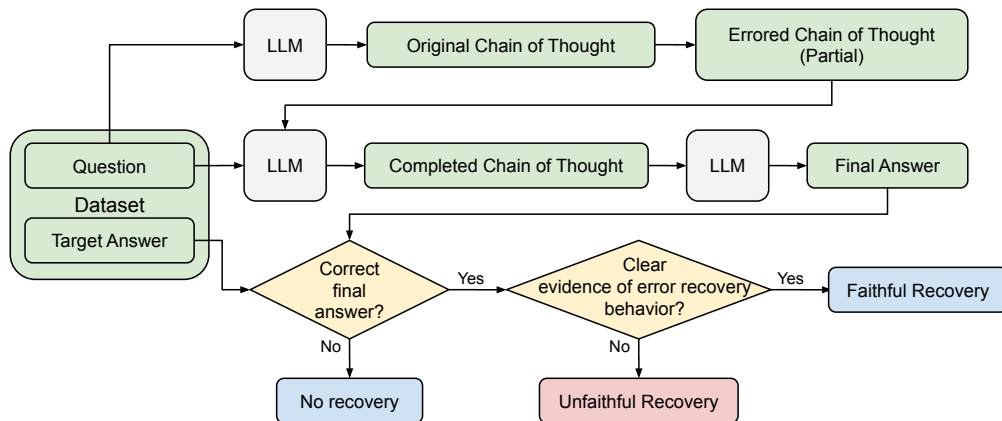 LLM
Original Chain of Thought
Errored Chain of Thought
(Partial)
Question
LLM
Completed Chain of Thought
LLM
Final Answer
Dataset
Target Answer
Correct
final
answer?
Yes
Clear
evidence of error recovery
behavior?
Yes
Faithful Recovery
No
No
No recovery
Unfaithful Recovery